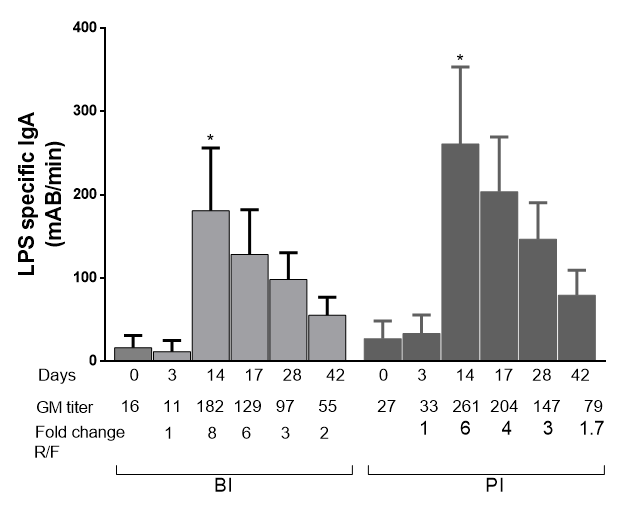 400
300
200
100
0
LPS specific IgA
(mAB/min)
*
*
Days 0 3 14 17 28 42 0 3 14 17 28 42
GM titer 16 11 182 129 97 55 27 33 261 204 147 79
Fold change 1 8 6 3 2 1 6 4 3 1.7
R/F
BI PI